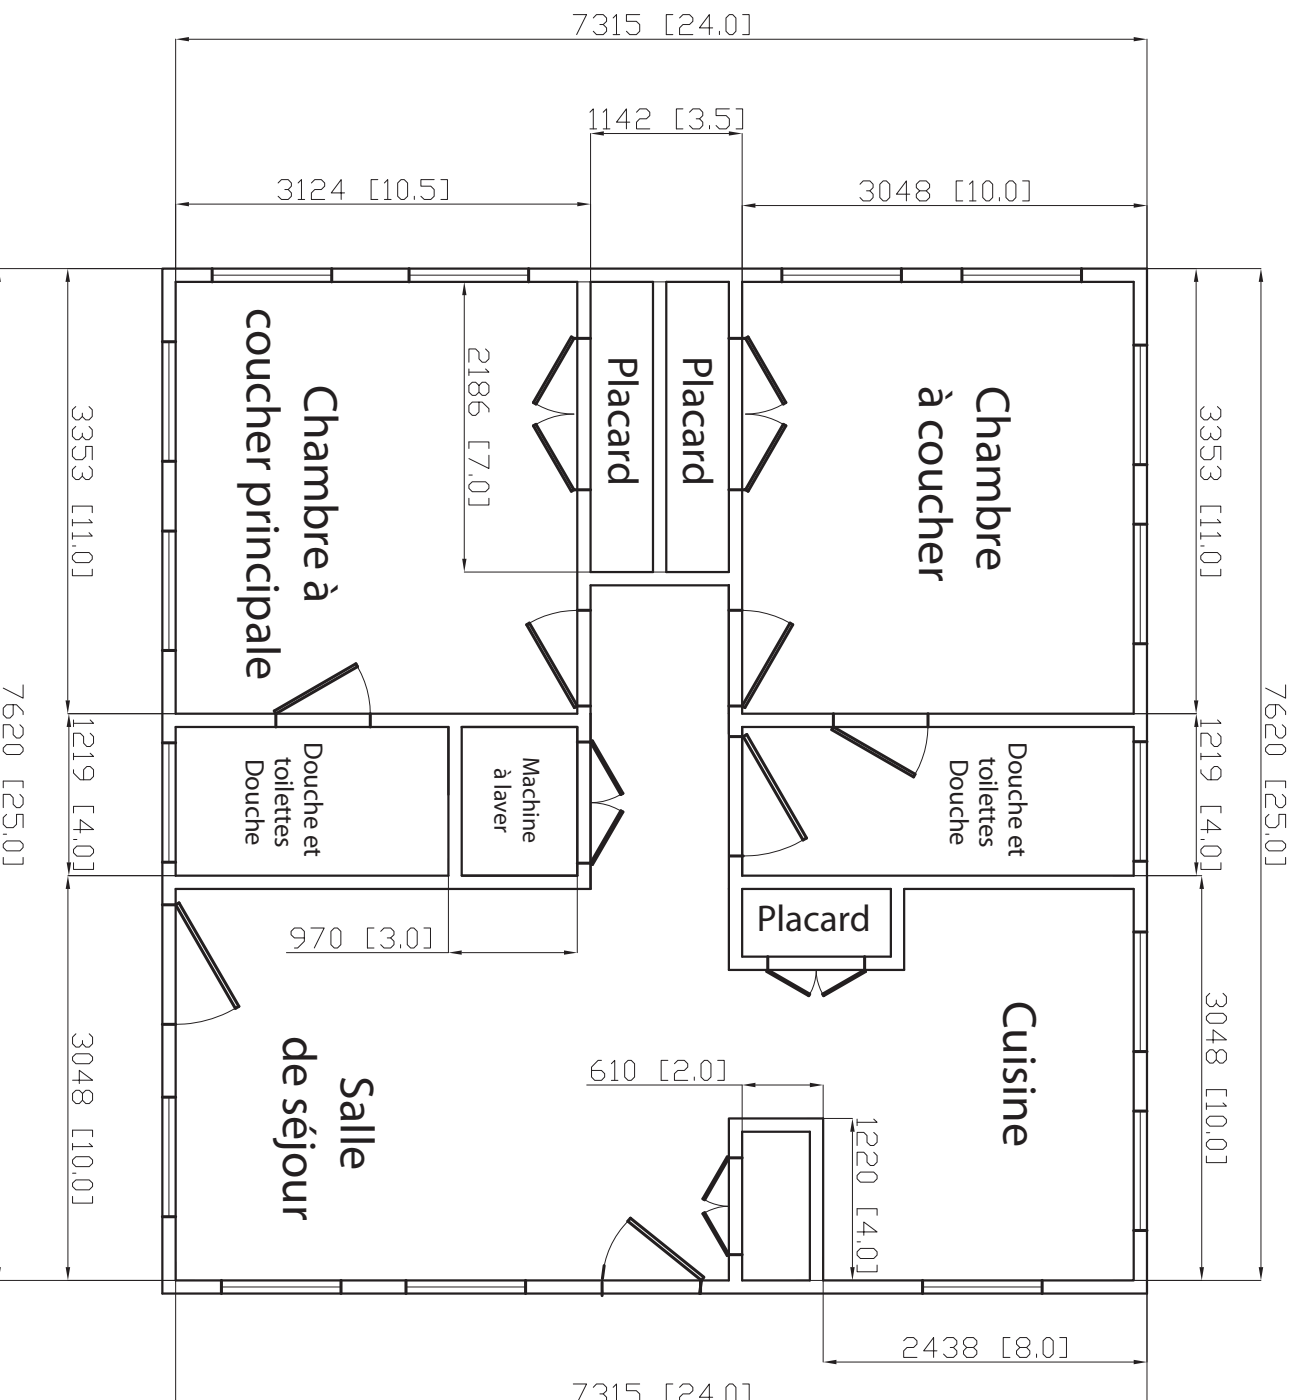 7315 [24.0]
1142 [3.5]
3124 [10.5]
3048 [10.0]
Chambre à
coucher principale
2186 [7.0]
Placard
Placard
Chambre
à coucher
3353 [11.0]
3353 [11.0]
7620 [25.0]
1219 [4.0]
Douche et
toilettes
Douche
Machine
à laver
Douche et
toilettes
Douche
1219 [4.0]
7620 [25.0]
970 [3.0]
Placard
3048 [10.0]
Salle
de séjour
610 [2.0]
1220 [4.0]
Cuisine
3048 [10.0]
2438 [8.0]
7315 [24.0]